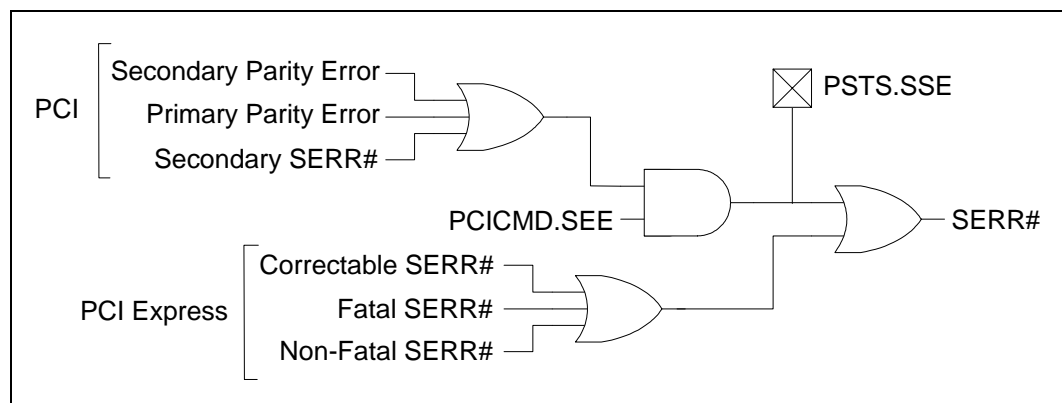 PCI
Secondary Parity Error
Primary Parity Error
Secondary SERR#
PSTS.SSE
PCICMD.SEE
SERR#
PCI Express
Correctable SERR#
Fatal SERR#
Non-Fatal SERR#